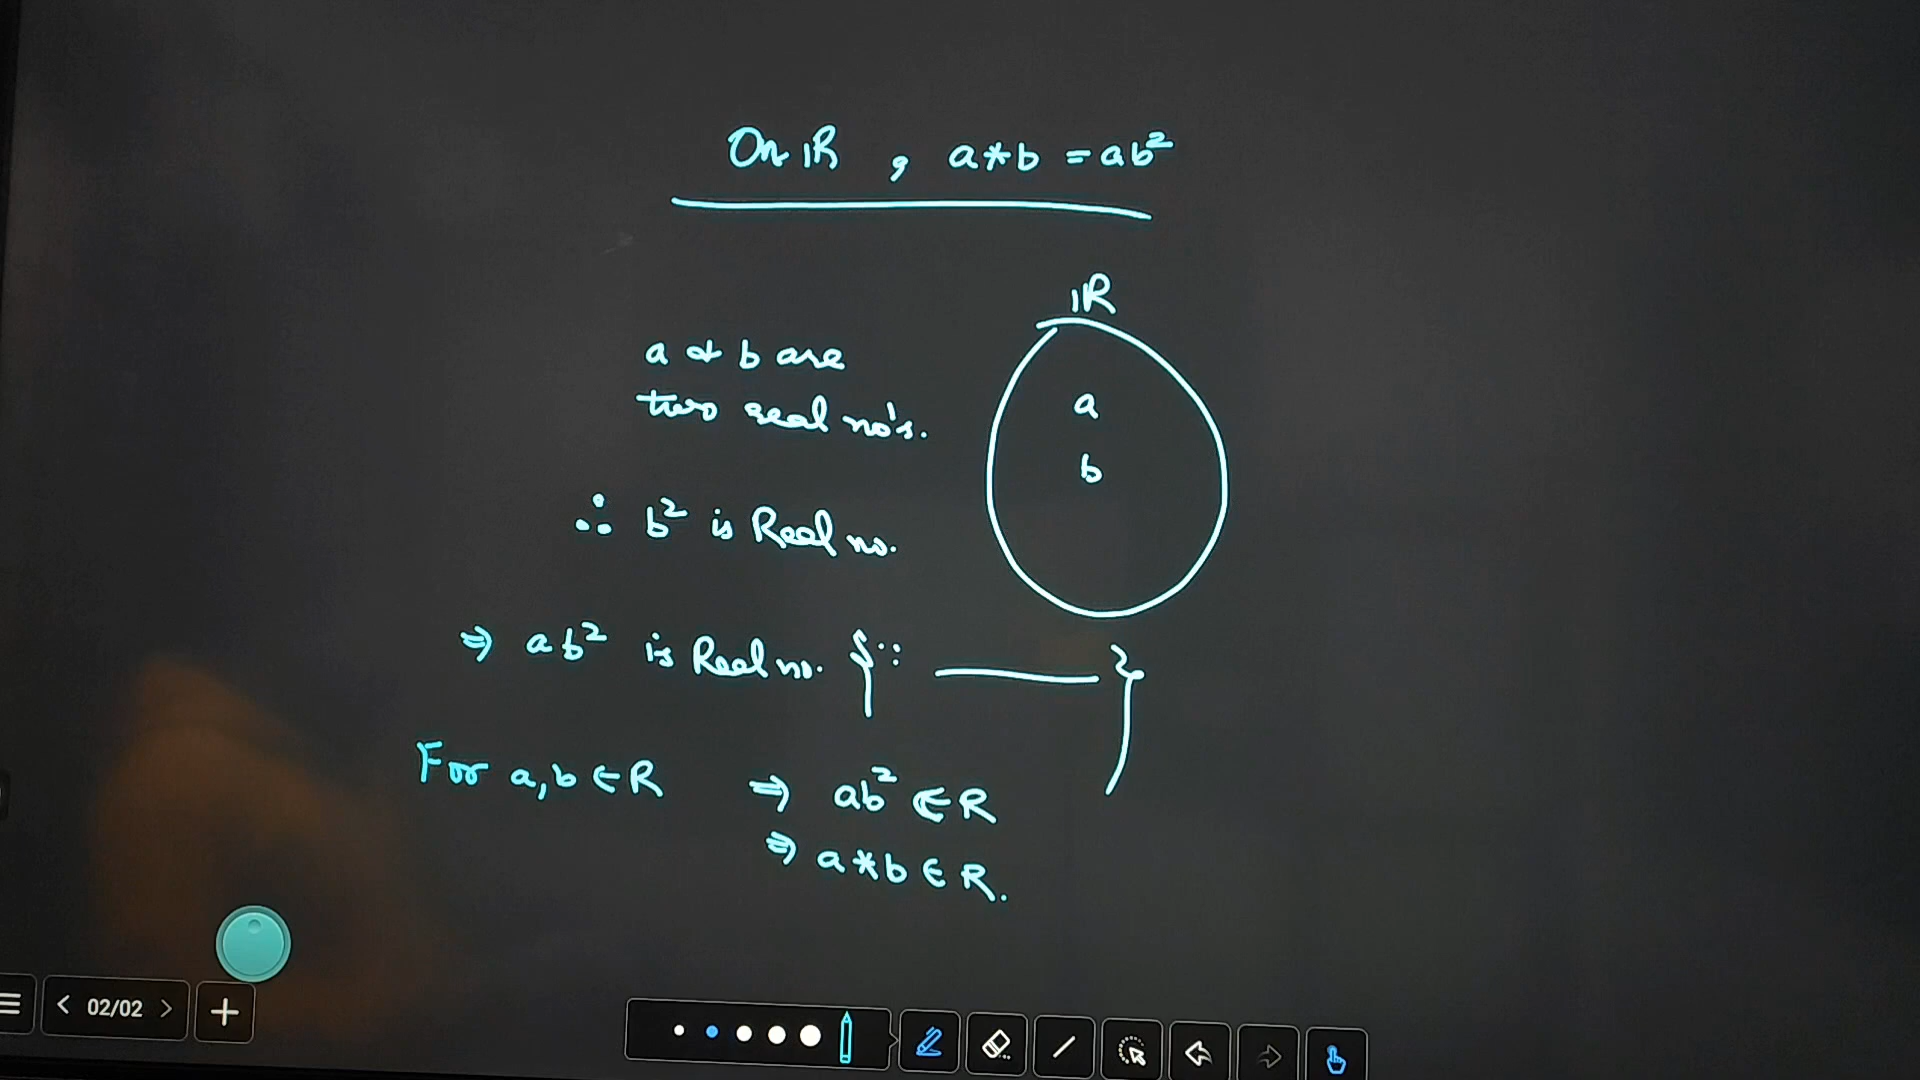 On ℝ , a*b = ab²
ℝ
a & b are
two real no's.
a
b
∴ b² is Real no.
⇒ ab² is Real no. {∵ ——— }
For a,b ∈ R ⇒ ab² ∈ R
⇒ a*b ∈ R.
02/02